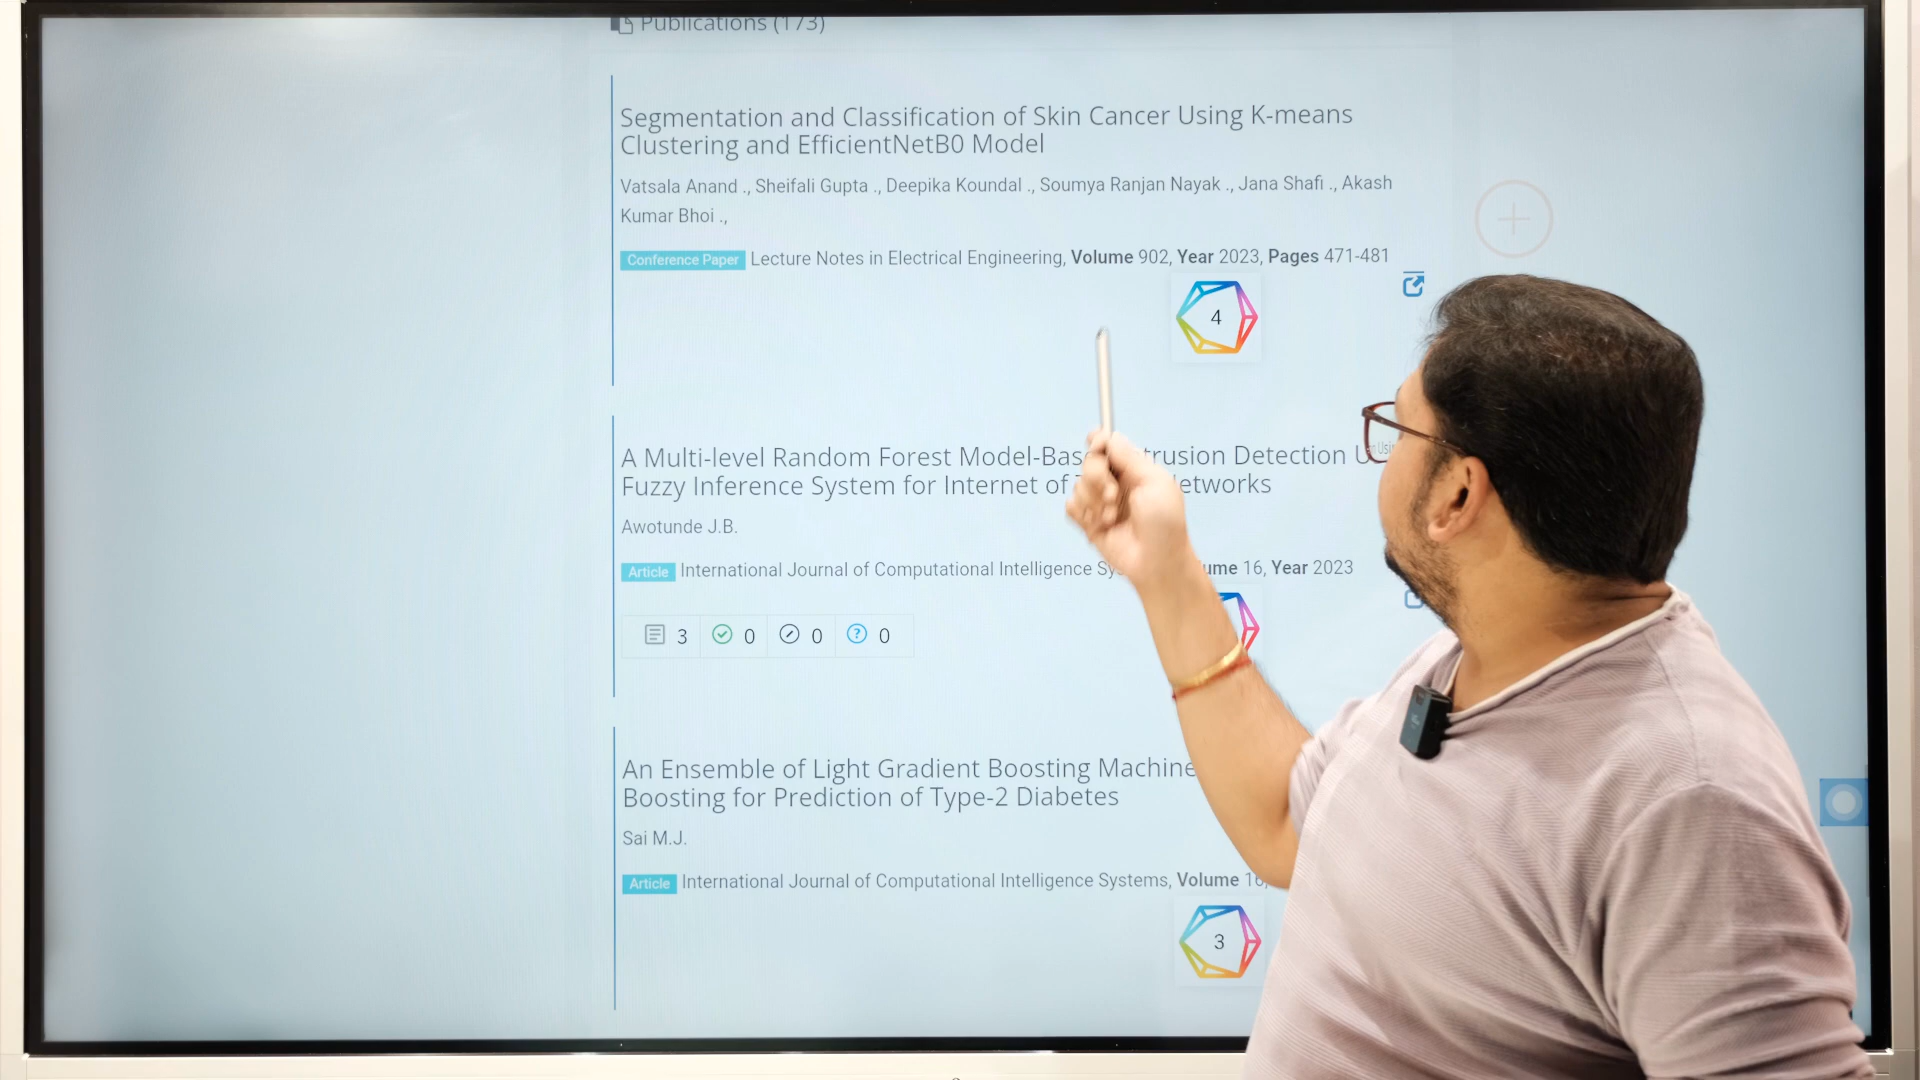 Publications (173)
Segmentation and Classification of Skin Cancer Using K-means
Clustering and EfficientNetB0 Model
Vatsala Anand ., Sheifali Gupta ., Deepika Koundal ., Soumya Ranjan Nayak ., Jana Shafi ., Akash
Kumar Bhoi .,
Conference Paper Lecture Notes in Electrical Engineering, Volume 902, Year 2023, Pages 471-481
4
A Multi-level Random Forest Model-Bas trusion Detection U
Fuzzy Inference System for Internet of etworks
Awotunde J.B.
Article International Journal of Computational Intelligence Sy ume 16, Year 2023
3 0 0 ? 0
An Ensemble of Light Gradient Boosting Machine
Boosting for Prediction of Type-2 Diabetes
Sai M.J.
Article International Journal of Computational Intelligence Systems, Volume 16,
3